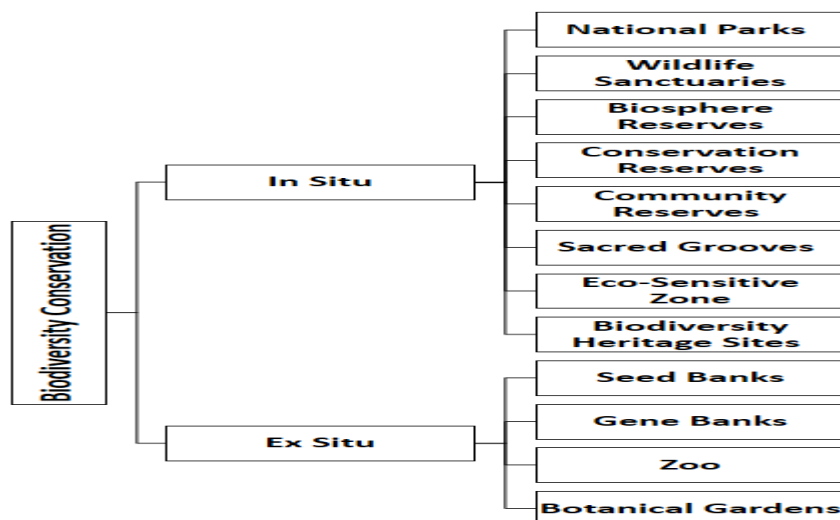 Biodiversity Conservation
In Situ
National Parks
Wildlife
Sanctuaries
Biosphere
Reserves
Conservation
Reserves
Community
Reserves
Sacred Grooves
Eco-Sensitive
Zone
Biodiversity
Heritage Sites
Ex Situ
Seed Banks
Gene Banks
Zoo
Botanical Gardens